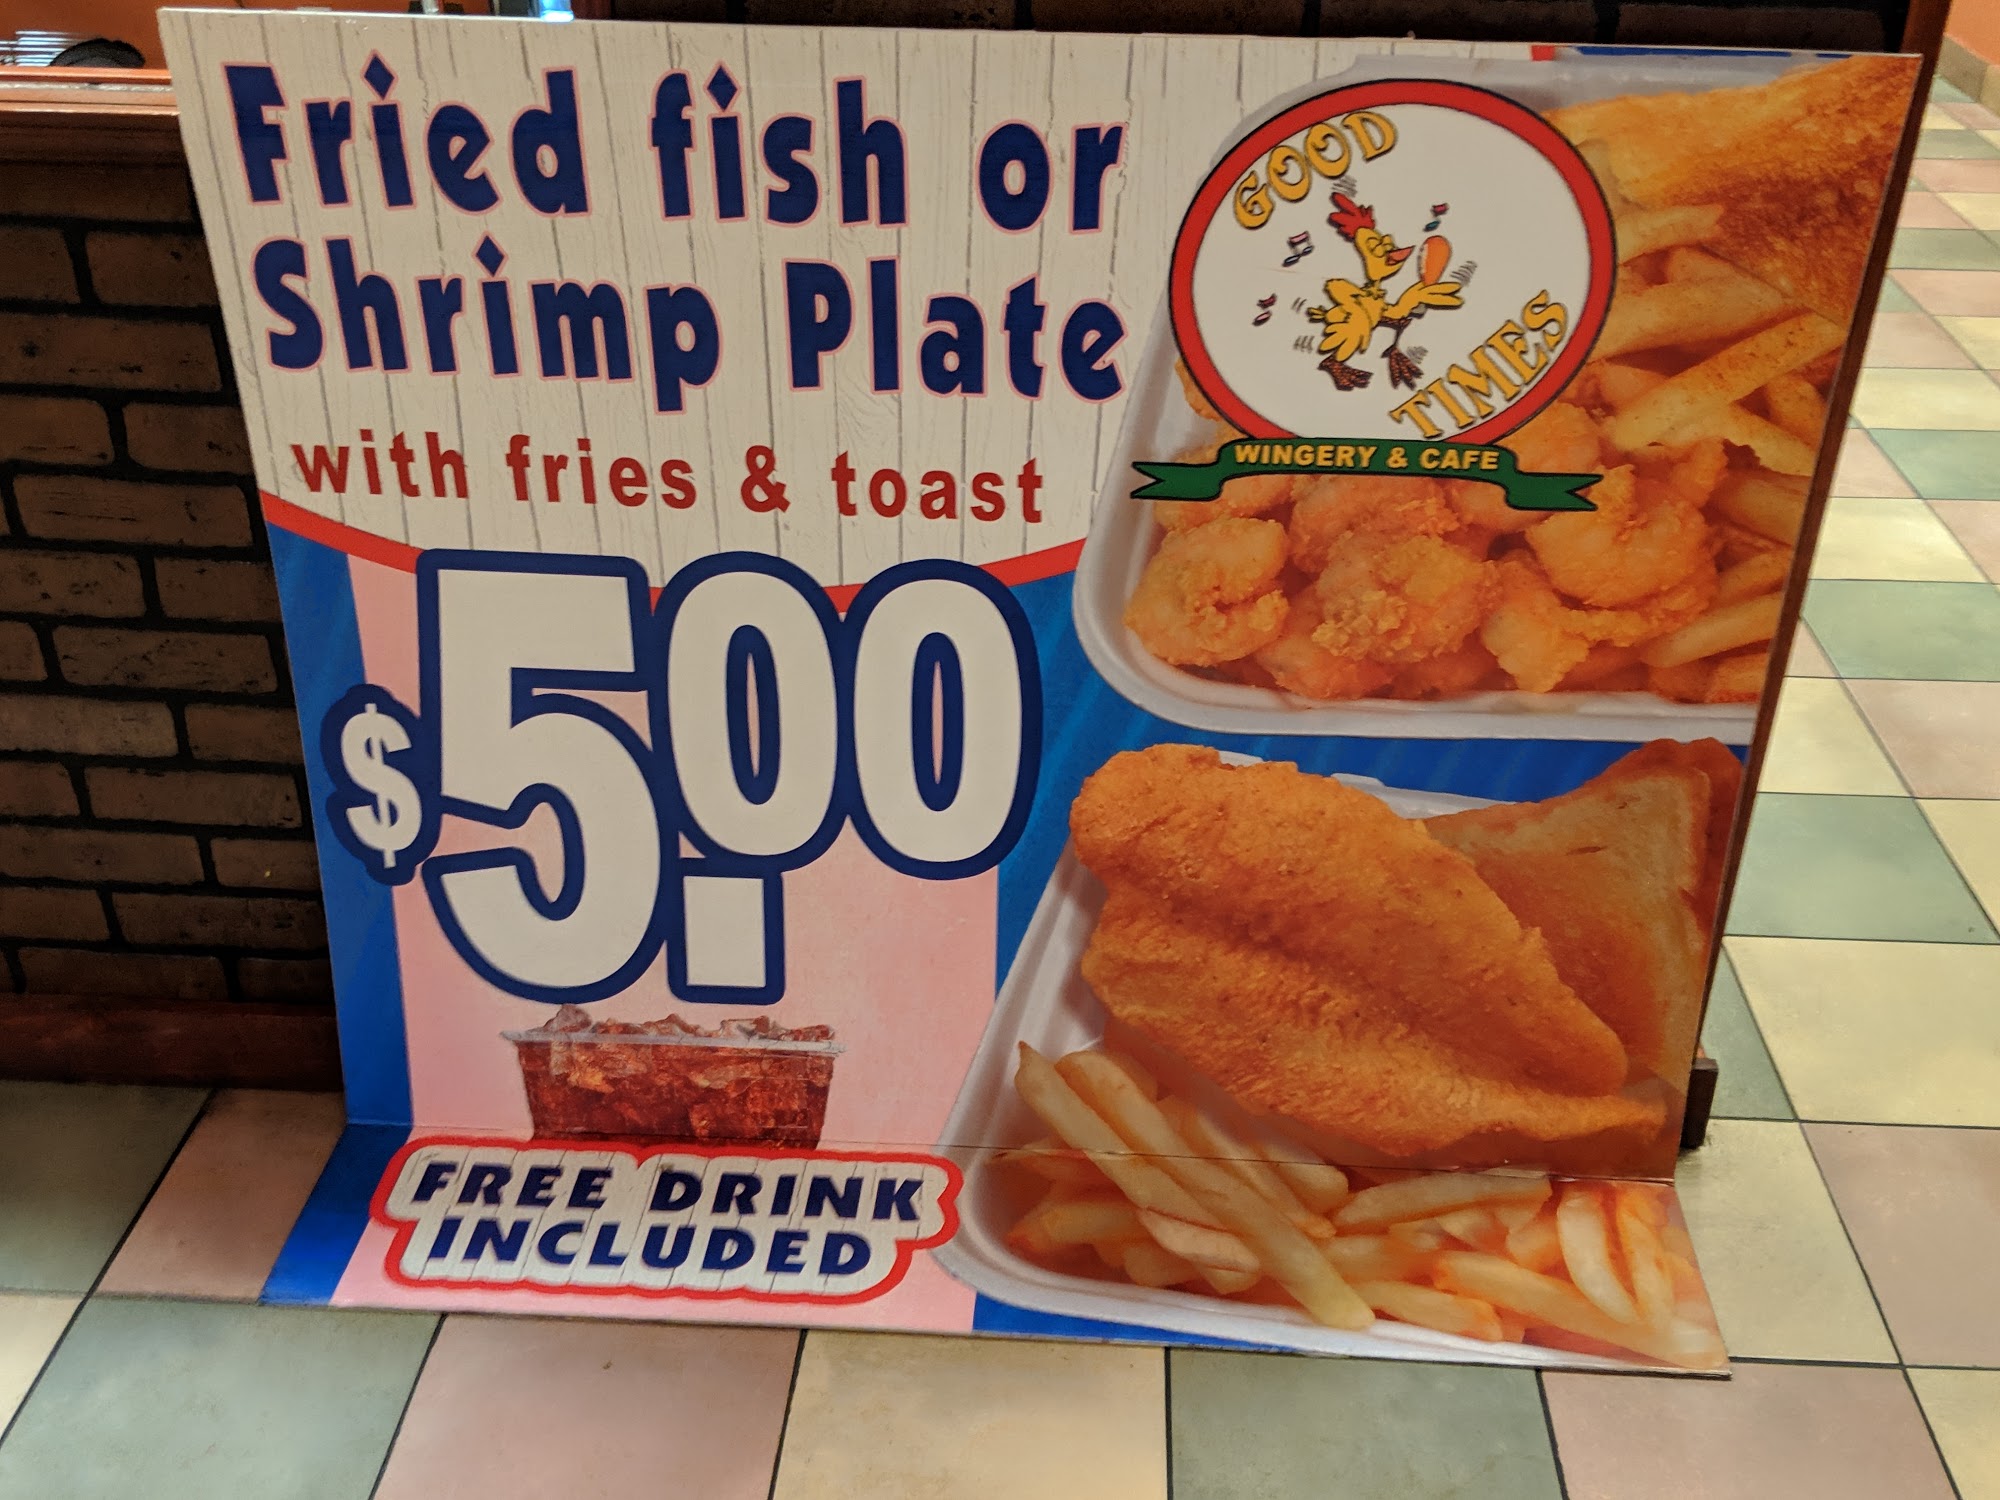 Fried fish or
Shrimp Plate
with fries & toast
$5.00
FREE DRINK
INCLUDED
GOOD
TIMES
WINGERY & CAFE